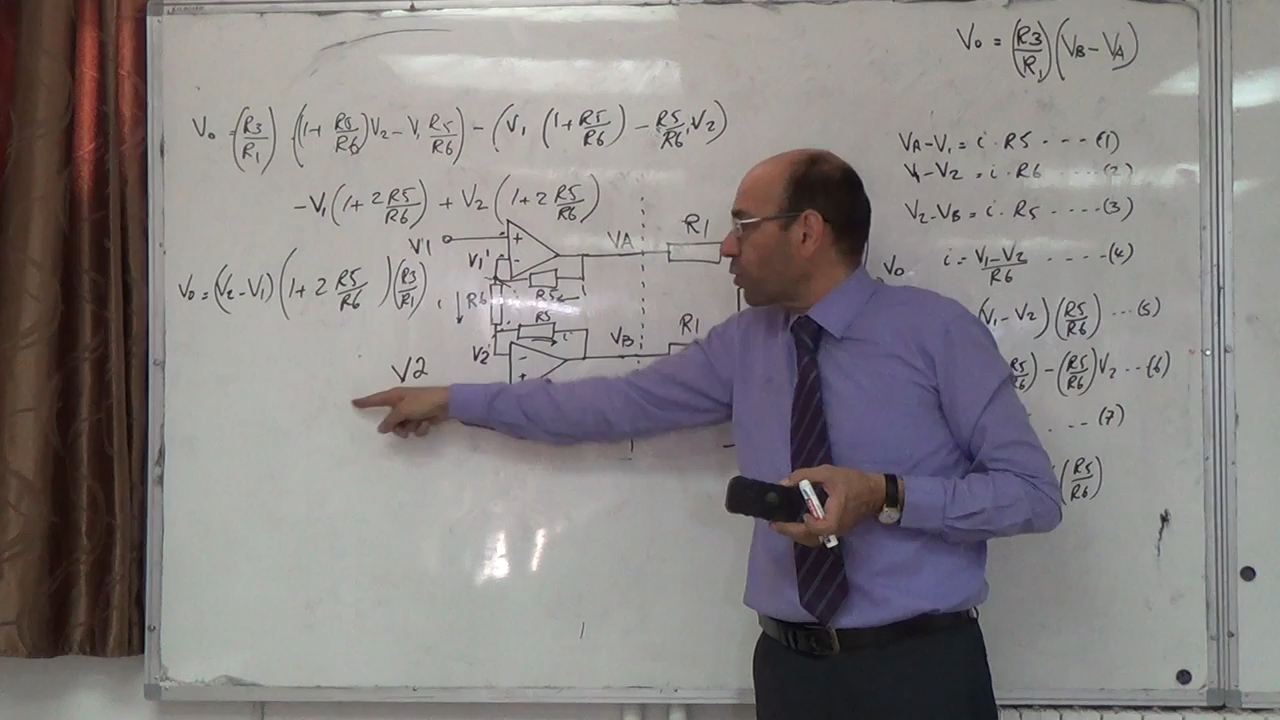 Vo = (R3/R1)(VB - VA)
Vo = (R3/R1) (1+ R5/R6)V2 - V1 R5/R6) - (V1 (1+ R5/R6) - R5/R6 V2)
- V1 (1+ 2 R5/R6) + V2 (1+ 2 R5/R6)
Vo = (V2 - V1) (1+ 2 R5/R6) (R3/R1)
V1
V1'
VA
R1
R6
R5
R5
i
V2'
VB
R1
V2
Vo
VA - V1 = i . R5 ---- (1)
V1 - V2 = i . R6 ---- (2)
V2 - VB = i . R5 ---- (3)
i = V1 - V2/R6 ---- (4)
(V1 - V2) (R5/R6) --- (5)
R5/R6) - (R5/R6) V2 --- (6)
---- (7)
(R5/R6)